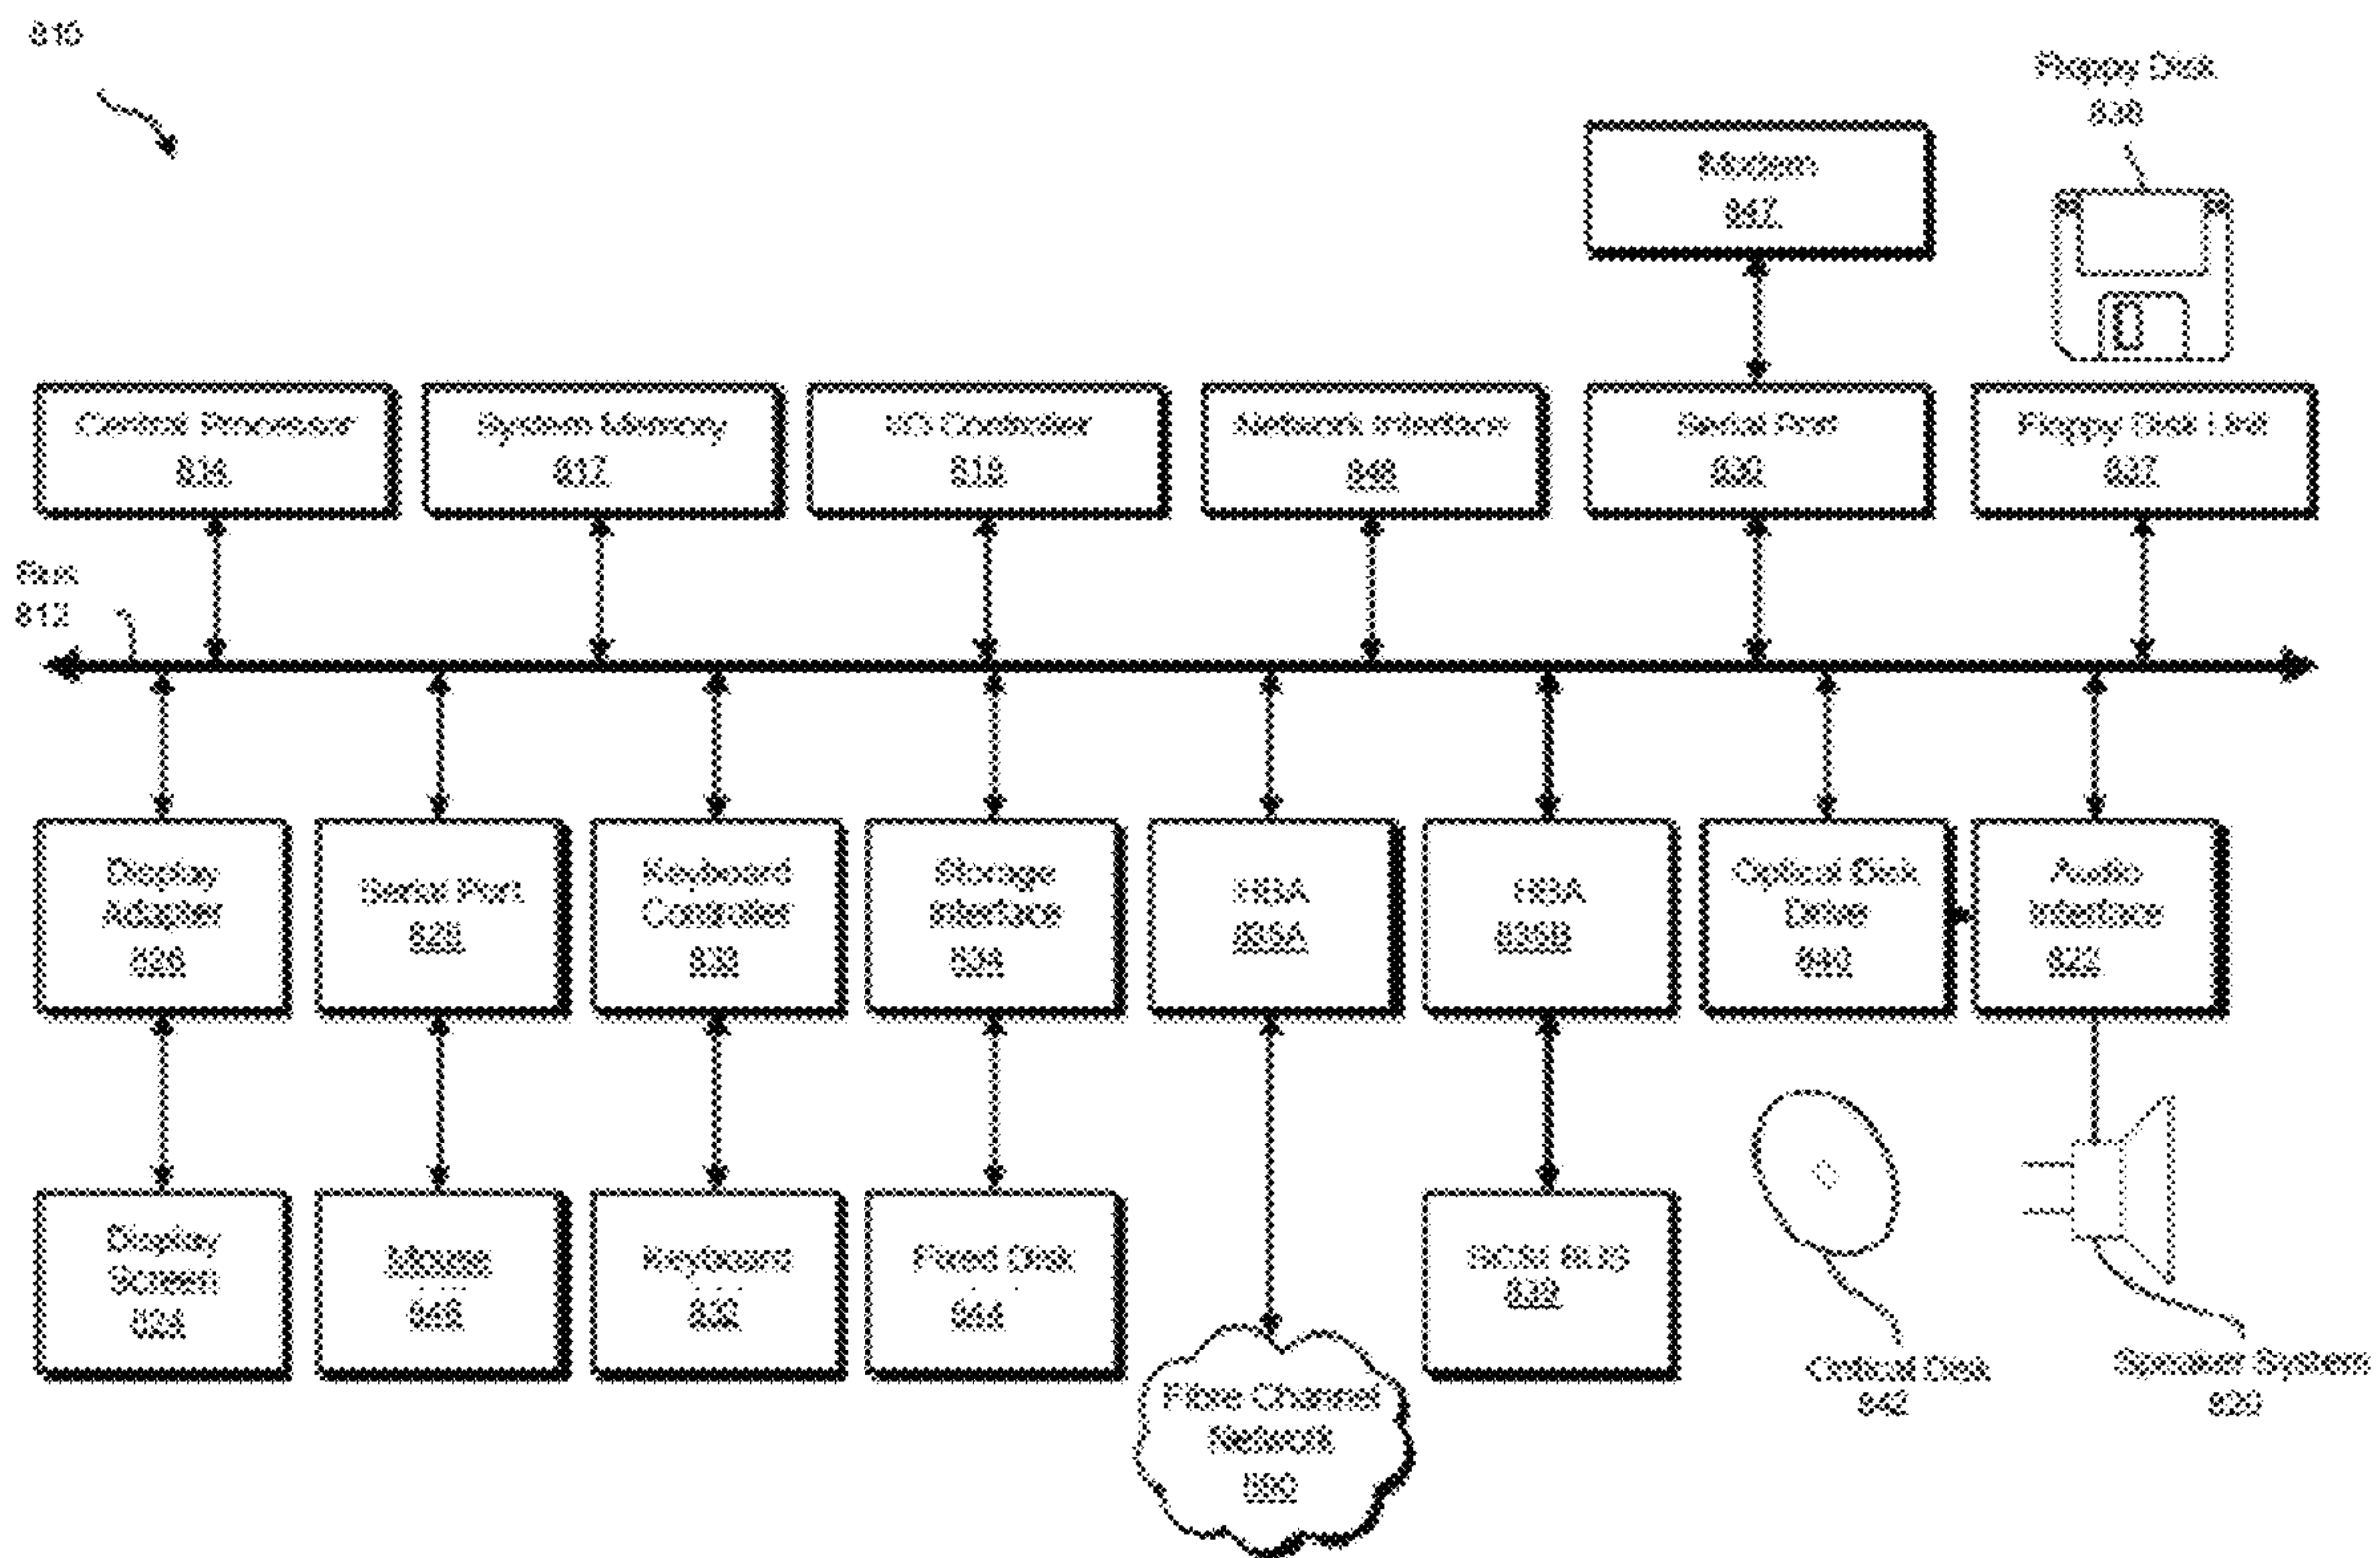 810
Floppy Disk
838
Modem
847
Central Processor
814
System Memory
817
I/O Controller
818
Network Interface
848
Serial Port
830
Floppy Disk Unit
837
Bus
812
Display
Adapter
826
Serial Port
828
Keyboard
Controller
833
Storage
Interface
834
HBA
835A
HBA
835B
Optical Disk
Drive
840
Audio
Interface
822
Display
Screen
824
Mouse
846
Keyboard
832
Fixed Disk
844
SCSI BUS
839
Optical Disk
842
Speaker System
820
Fibre Channel
Network